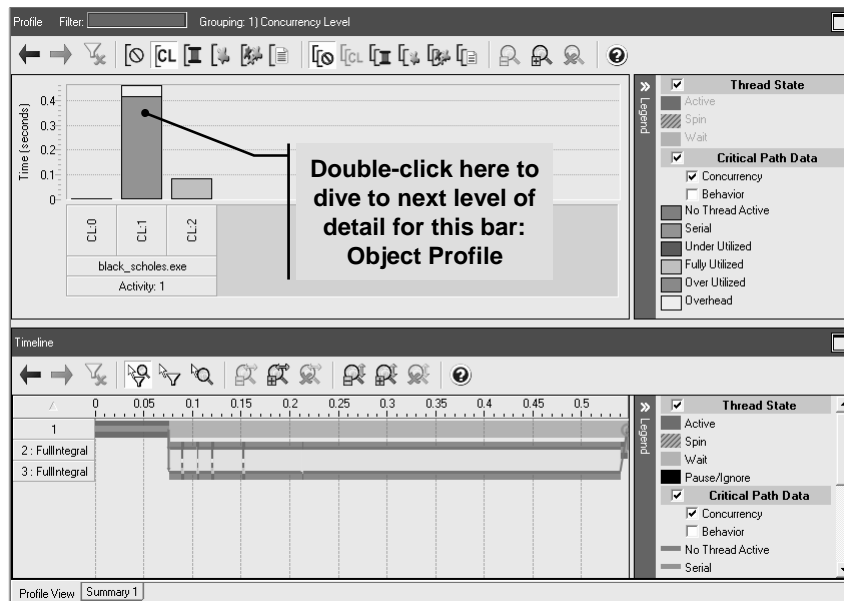 Profile Filter: Grouping: 1) Concurrency Level
CL CL
Time (seconds)
0.4
0.3
0.2
0.1
0
CL:0 CL:1 CL:2
black_scholes.exe
Activity: 1
Double-click here to
dive to next level of
detail for this bar:
Object Profile
Legend
Thread State
Active
Spin
Wait
Critical Path Data
Concurrency
Behavior
No Thread Active
Serial
Under Utilized
Fully Utilized
Over Utilized
Overhead
Timeline
0 0.05 0.1 0.15 0.2 0.25 0.3 0.35 0.4 0.45 0.5
1
2 : FullIntegral
3 : FullIntegral
Legend
Thread State
Active
Spin
Wait
Pause/Ignore
Critical Path Data
Concurrency
Behavior
No Thread Active
Serial
Profile View Summary 1